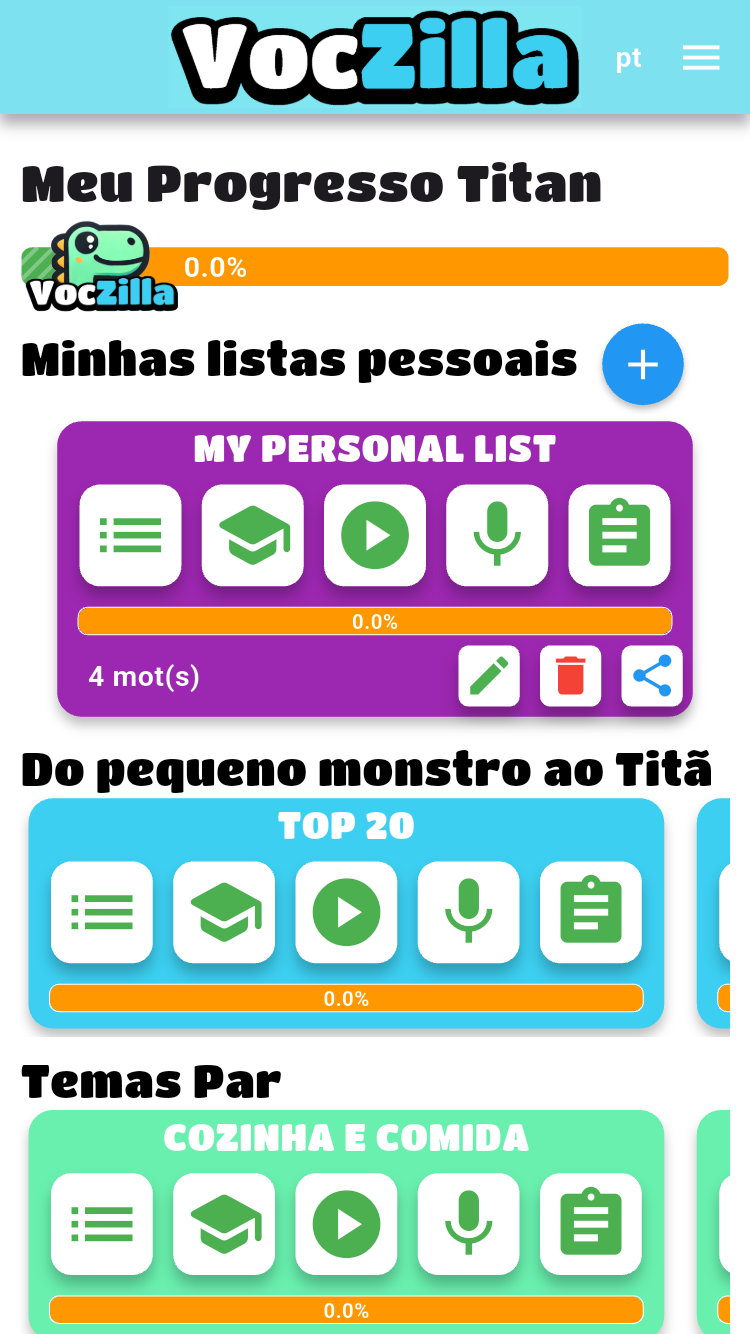 VocZilla
pt
Meu Progresso Titan
0.0%
VocZilla
Minhas listas pessoais
MY PERSONAL LIST
0.0%
4 mot(s)
Do pequeno monstro ao Titã
TOP 20
0.0%
Temas Par
COZINHA E COMIDA
0.0%